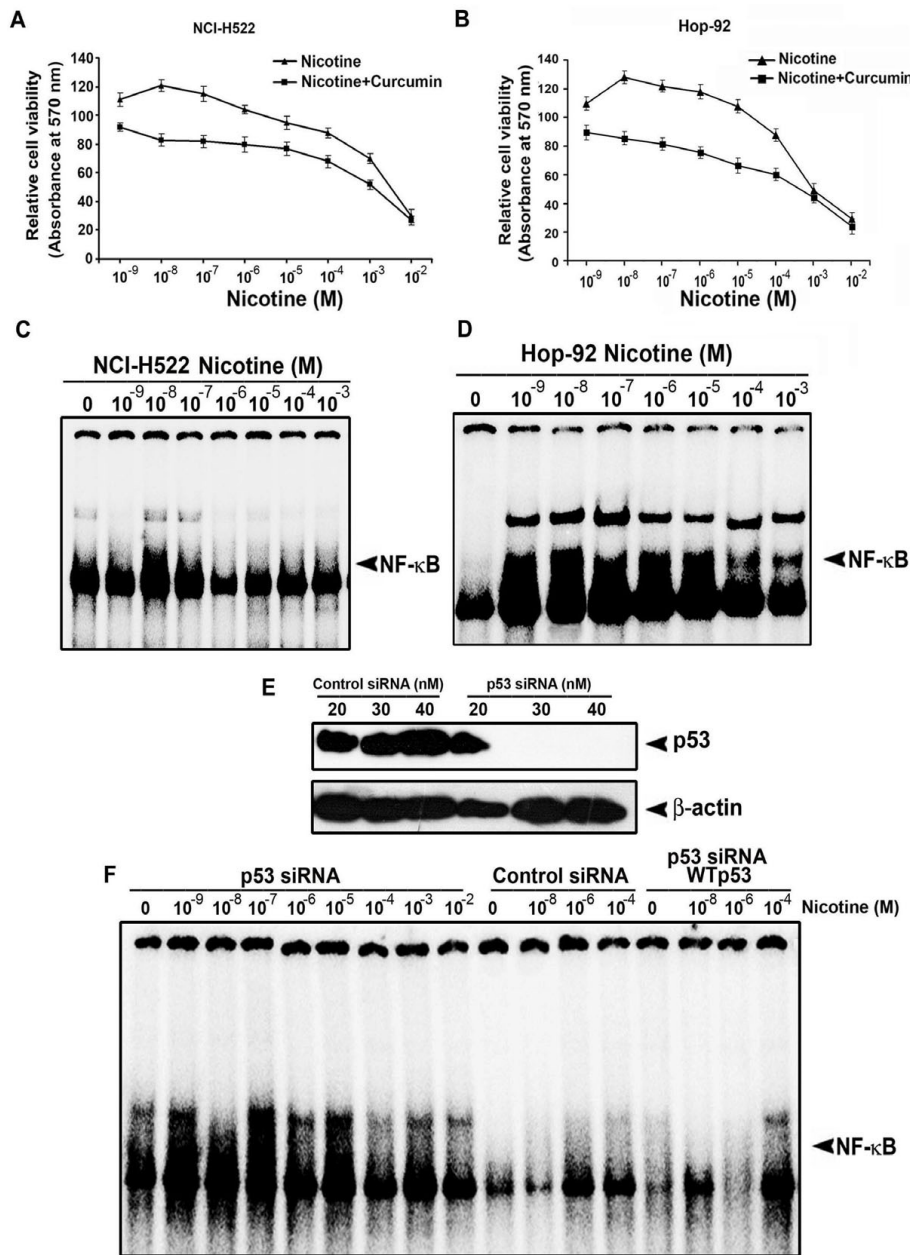 A
NCI-H522
Relative cell viability
(Absorbance at 570 nm)
140
120
100
80
60
40
20
0
Nicotine
Nicotine+Curcumin
10⁻⁹ 10⁻⁸ 10⁻⁷ 10⁻⁶ 10⁻⁵ 10⁻⁴ 10⁻³ 10⁻²
Nicotine (M)
B
Hop-92
Relative cell viability
(Absorbance at 570 nm)
140
120
100
80
60
40
20
0
Nicotine
Nicotine+Curcumin
10⁻⁹ 10⁻⁸ 10⁻⁷ 10⁻⁶ 10⁻⁵ 10⁻⁴ 10⁻³ 10⁻²
Nicotine (M)
C
NCI-H522 Nicotine (M)
0 10⁻⁹ 10⁻⁸ 10⁻⁷ 10⁻⁶ 10⁻⁵ 10⁻⁴ 10⁻³
NF-κB
D
Hop-92 Nicotine (M)
0 10⁻⁹ 10⁻⁸ 10⁻⁷ 10⁻⁶ 10⁻⁵ 10⁻⁴ 10⁻³
NF-κB
E
Control siRNA (nM) p53 siRNA (nM)
20 30 40 20 30 40
p53
β-actin
F
p53 siRNA Control siRNA p53 siRNA
WTp53
0 10⁻⁹ 10⁻⁸ 10⁻⁷ 10⁻⁶ 10⁻⁵ 10⁻⁴ 10⁻³ 10⁻² 0 10⁻⁸ 10⁻⁶ 10⁻⁴ 0 10⁻⁸ 10⁻⁶ 10⁻⁴ Nicotine (M)
NF-κB